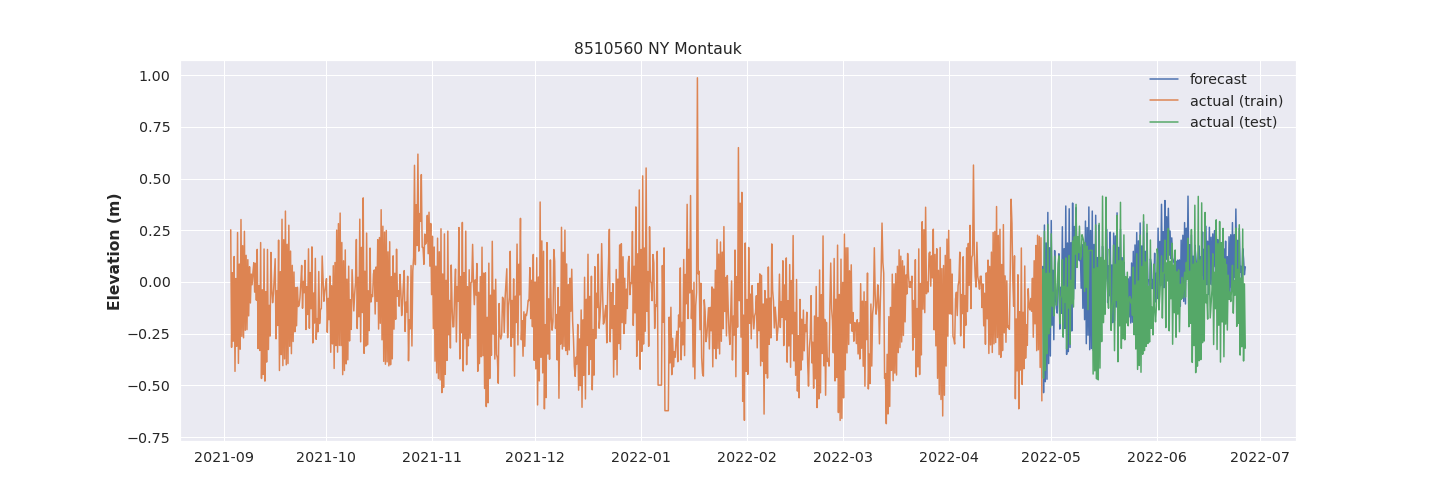 8510560 NY Montauk
1.00
0.75
0.50
0.25
0.00
−0.25
−0.50
−0.75
Elevation (m)
forecast
actual (train)
actual (test)
2021-09 2021-10 2021-11 2021-12 2022-01 2022-02 2022-03 2022-04 2022-05 2022-06 2022-07